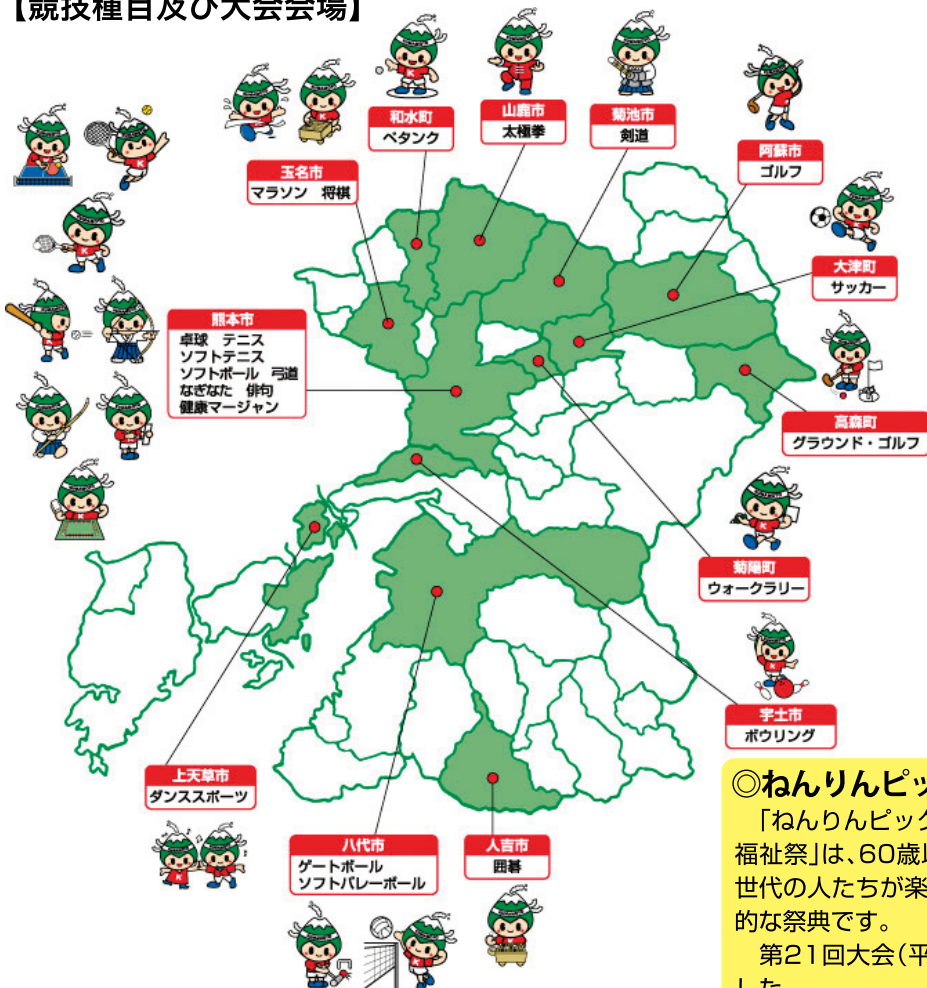 【競技種目及び大会会場】
和水町
ペタンク
山鹿市
太極拳
菊池市
剣道
阿蘇市
ゴルフ
玉名市
マラソン　将棋
大津町
サッカー
熊本市
卓球　テニス
ソフトテニス
ソフトボール　弓道
なぎなた　俳句
健康マージャン
高森町
グラウンド・ゴルフ
菊陽町
ウォークラリー
宇土市
ボウリング
上天草市
ダンススポーツ
八代市
ゲートボール
ソフトバレーボール
人吉市
囲碁
◎ねんりんピッ
「ねんりんピック
福祉祭」は、60歳以
世代の人たちが楽
的な祭典です。
第21回大会(平
した